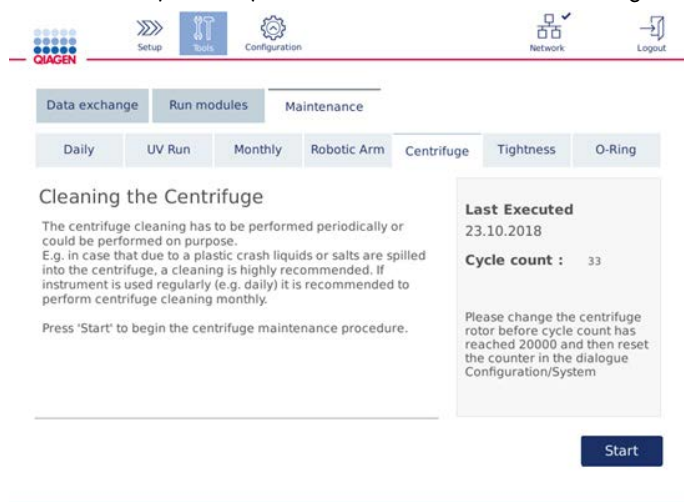 QIAGEN
Setup
Tools
Configuration
Network
Logout
Data exchange
Run modules
Maintenance
Daily
UV Run
Monthly
Robotic Arm
Centrifuge
Tightness
O-Ring
Cleaning the Centrifuge
The centrifuge cleaning has to be performed periodically or
could be performed on purpose.
E.g. in case that due to a plastic crash liquids or salts are spilled
into the centrifuge, a cleaning is highly recommended. If
instrument is used regularly (e.g. daily) it is recommended to
perform centrifuge cleaning monthly.
Press 'Start' to begin the centrifuge maintenance procedure.
Last Executed
23.10.2018
Cycle count : 33
Please change the centrifuge
rotor before cycle count has
reached 20000 and then reset
the counter in the dialogue
Configuration/System
Start